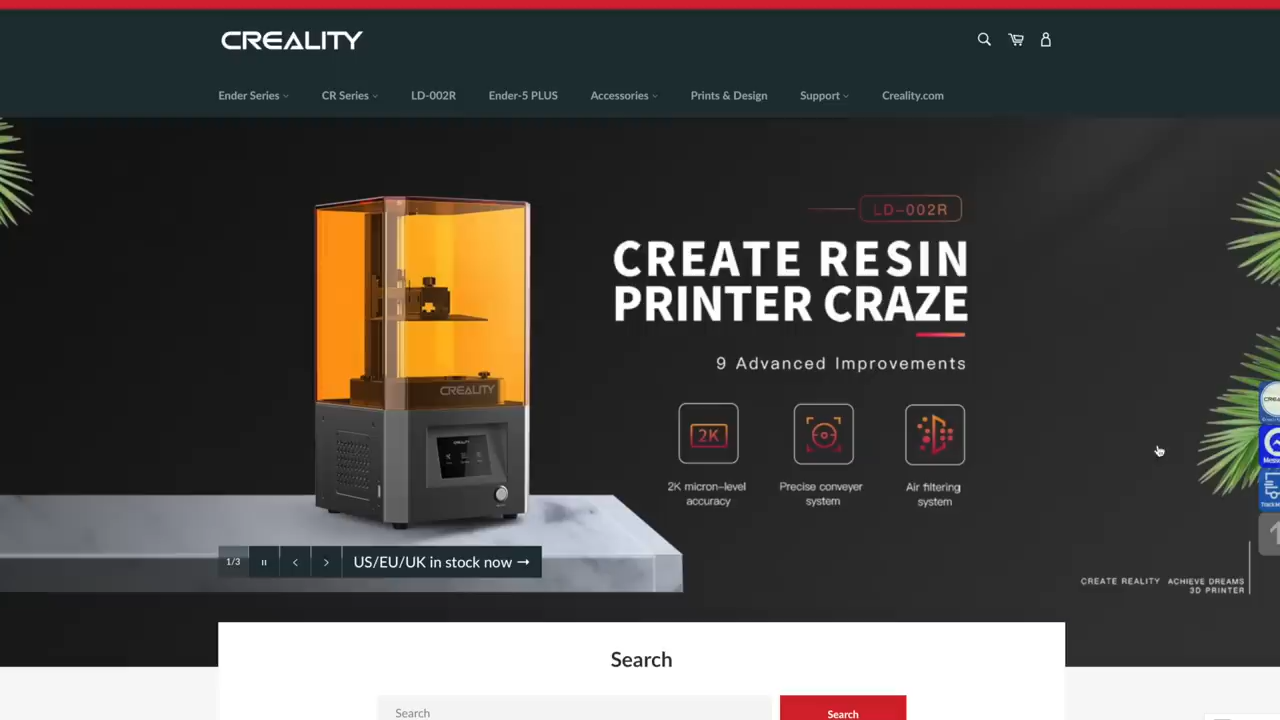 CREALITY
Ender Series
CR Series
LD-002R
Ender-5 PLUS
Accessories
Prints & Design
Support
Creality.com
LD-002R
CREATE RESIN
PRINTER CRAZE
9 Advanced Improvements
2K
2K micron-level
accuracy
Precise conveyer
system
Air filtering
system
CREALITY
1/3
US/EU/UK in stock now →
CREATE REALITY ACHIEVE DREAMS
3D PRINTER
Search
Search
Search